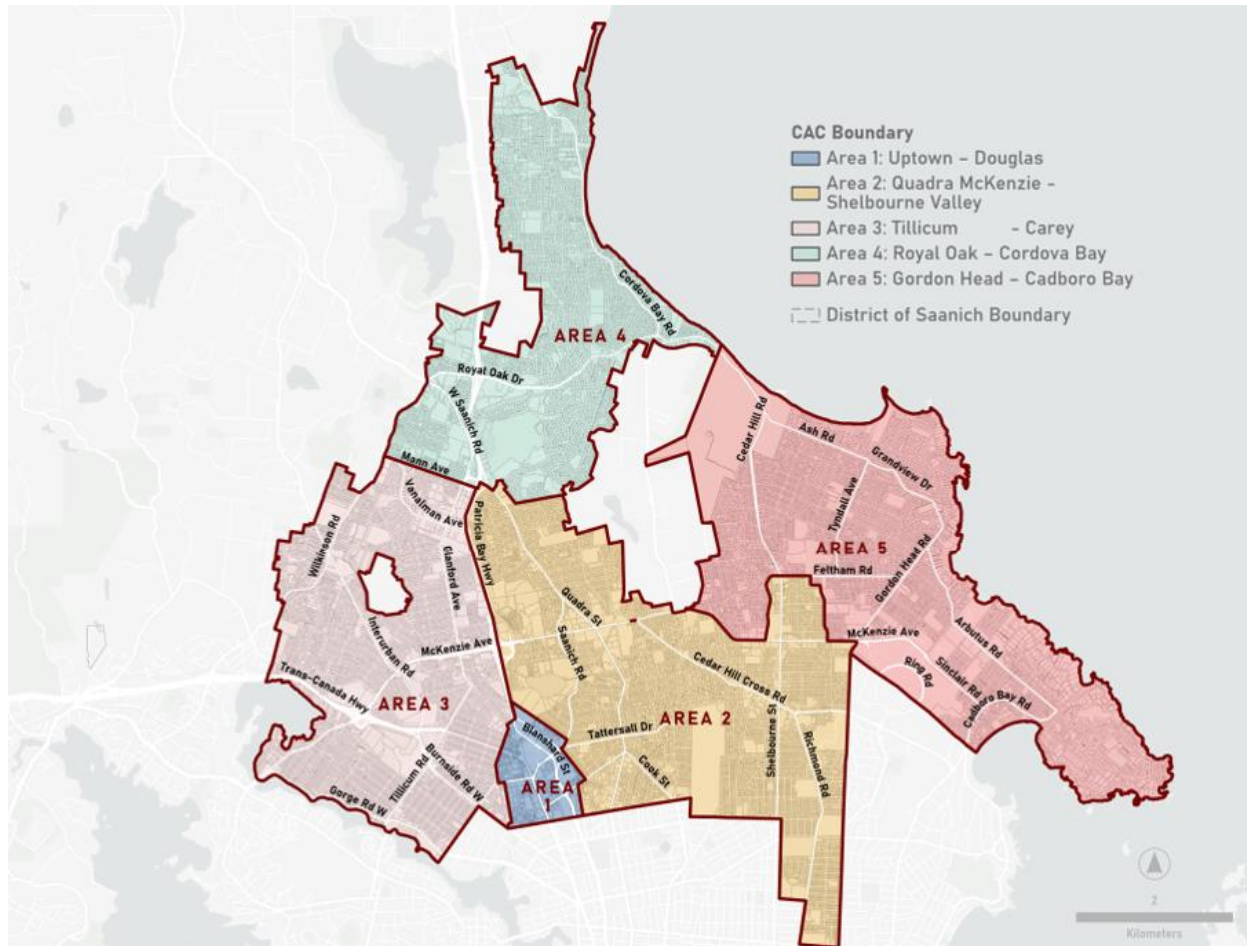 CAC Boundary
Area 1: Uptown – Douglas
Area 2: Quadra McKenzie -
Shelbourne Valley
Area 3: Tillicum - Carey
Area 4: Royal Oak – Cordova Bay
Area 5: Gordon Head – Cadboro Bay
District of Saanich Boundary
Cordova Bay Rd
AREA 4
Royal Oak Dr
W Saanich Rd
Mann Ave
Cedar Hill Rd
Ash Rd
Grandview Dr
Tyndall Ave
AREA 5
Feltham Rd
Gordon Head Rd
McKenzie Ave
Arbutus Rd
Sinclair Rd
Ring Rd
Cadboro Bay Rd
Vanalman Ave
Wilkinson Rd
Glanford Ave
Patricia Bay Hwy
Interurban Rd
McKenzie Ave
Trans-Canada Hwy
AREA 3
Burnside Rd W
Tillicum Rd
Gorge Rd W
Quadra St
Saanich Rd
Cedar Hill Cross Rd
AREA 2
Tattersall Dr
Shelbourne St
Richmond Rd
Cook St
Blanshard St
AREA
1
2
Kilometers